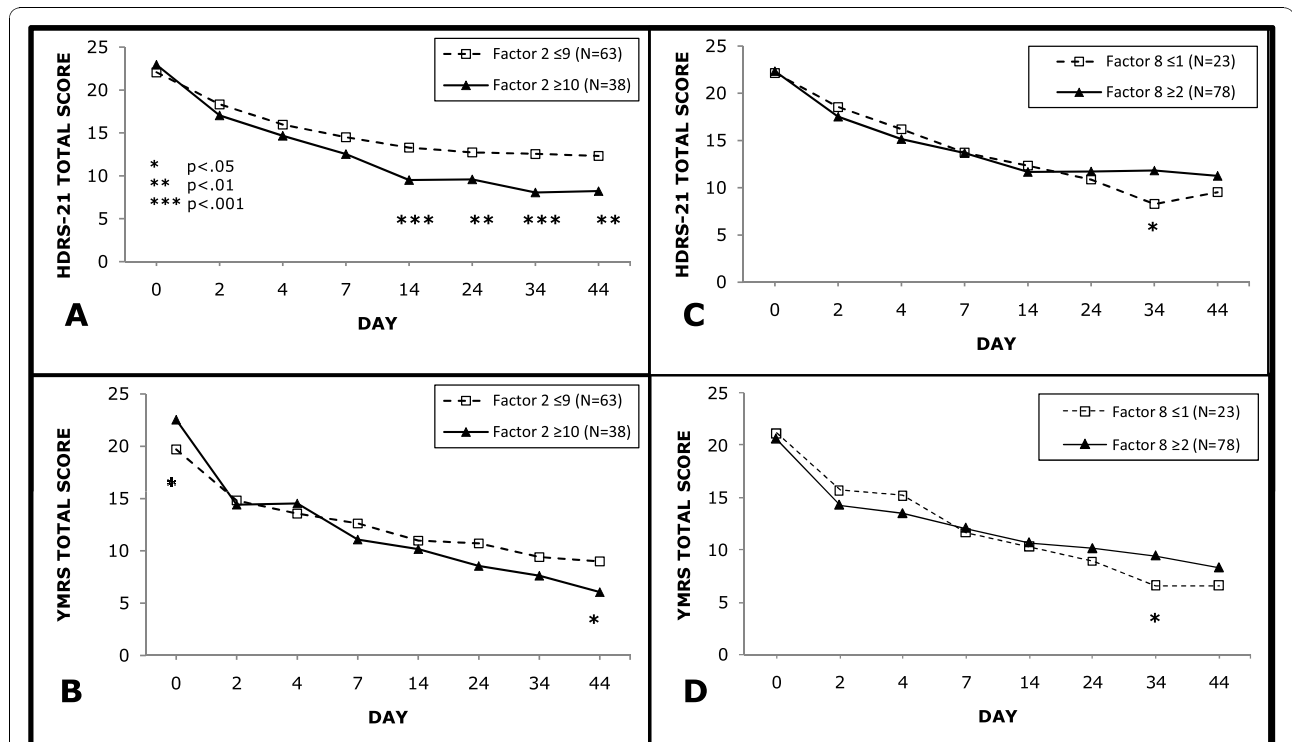 25
20
15
10
5
0
HDRS-21 TOTAL SCORE
Factor 2 ≤9 (N=63)
Factor 2 ≥10 (N=38)
* p<.05
** p<.01
*** p<.001
*** ** *** **
0 2 4 7 14 24 34 44
DAY
A
25
20
15
10
5
0
HDRS-21 TOTAL SCORE
Factor 8 ≤1 (N=23)
Factor 8 ≥2 (N=78)
*
0 2 4 7 14 24 34 44
DAY
C
25
20
15
10
5
0
YMRS TOTAL SCORE
Factor 2 ≤9 (N=63)
Factor 2 ≥10 (N=38)
*
*
0 2 4 7 14 24 34 44
DAY
B
25
20
15
10
5
0
YMRS TOTAL SCORE
Factor 8 ≤1 (N=23)
Factor 8 ≥2 (N=78)
*
0 2 4 7 14 24 34 44
DAY
D